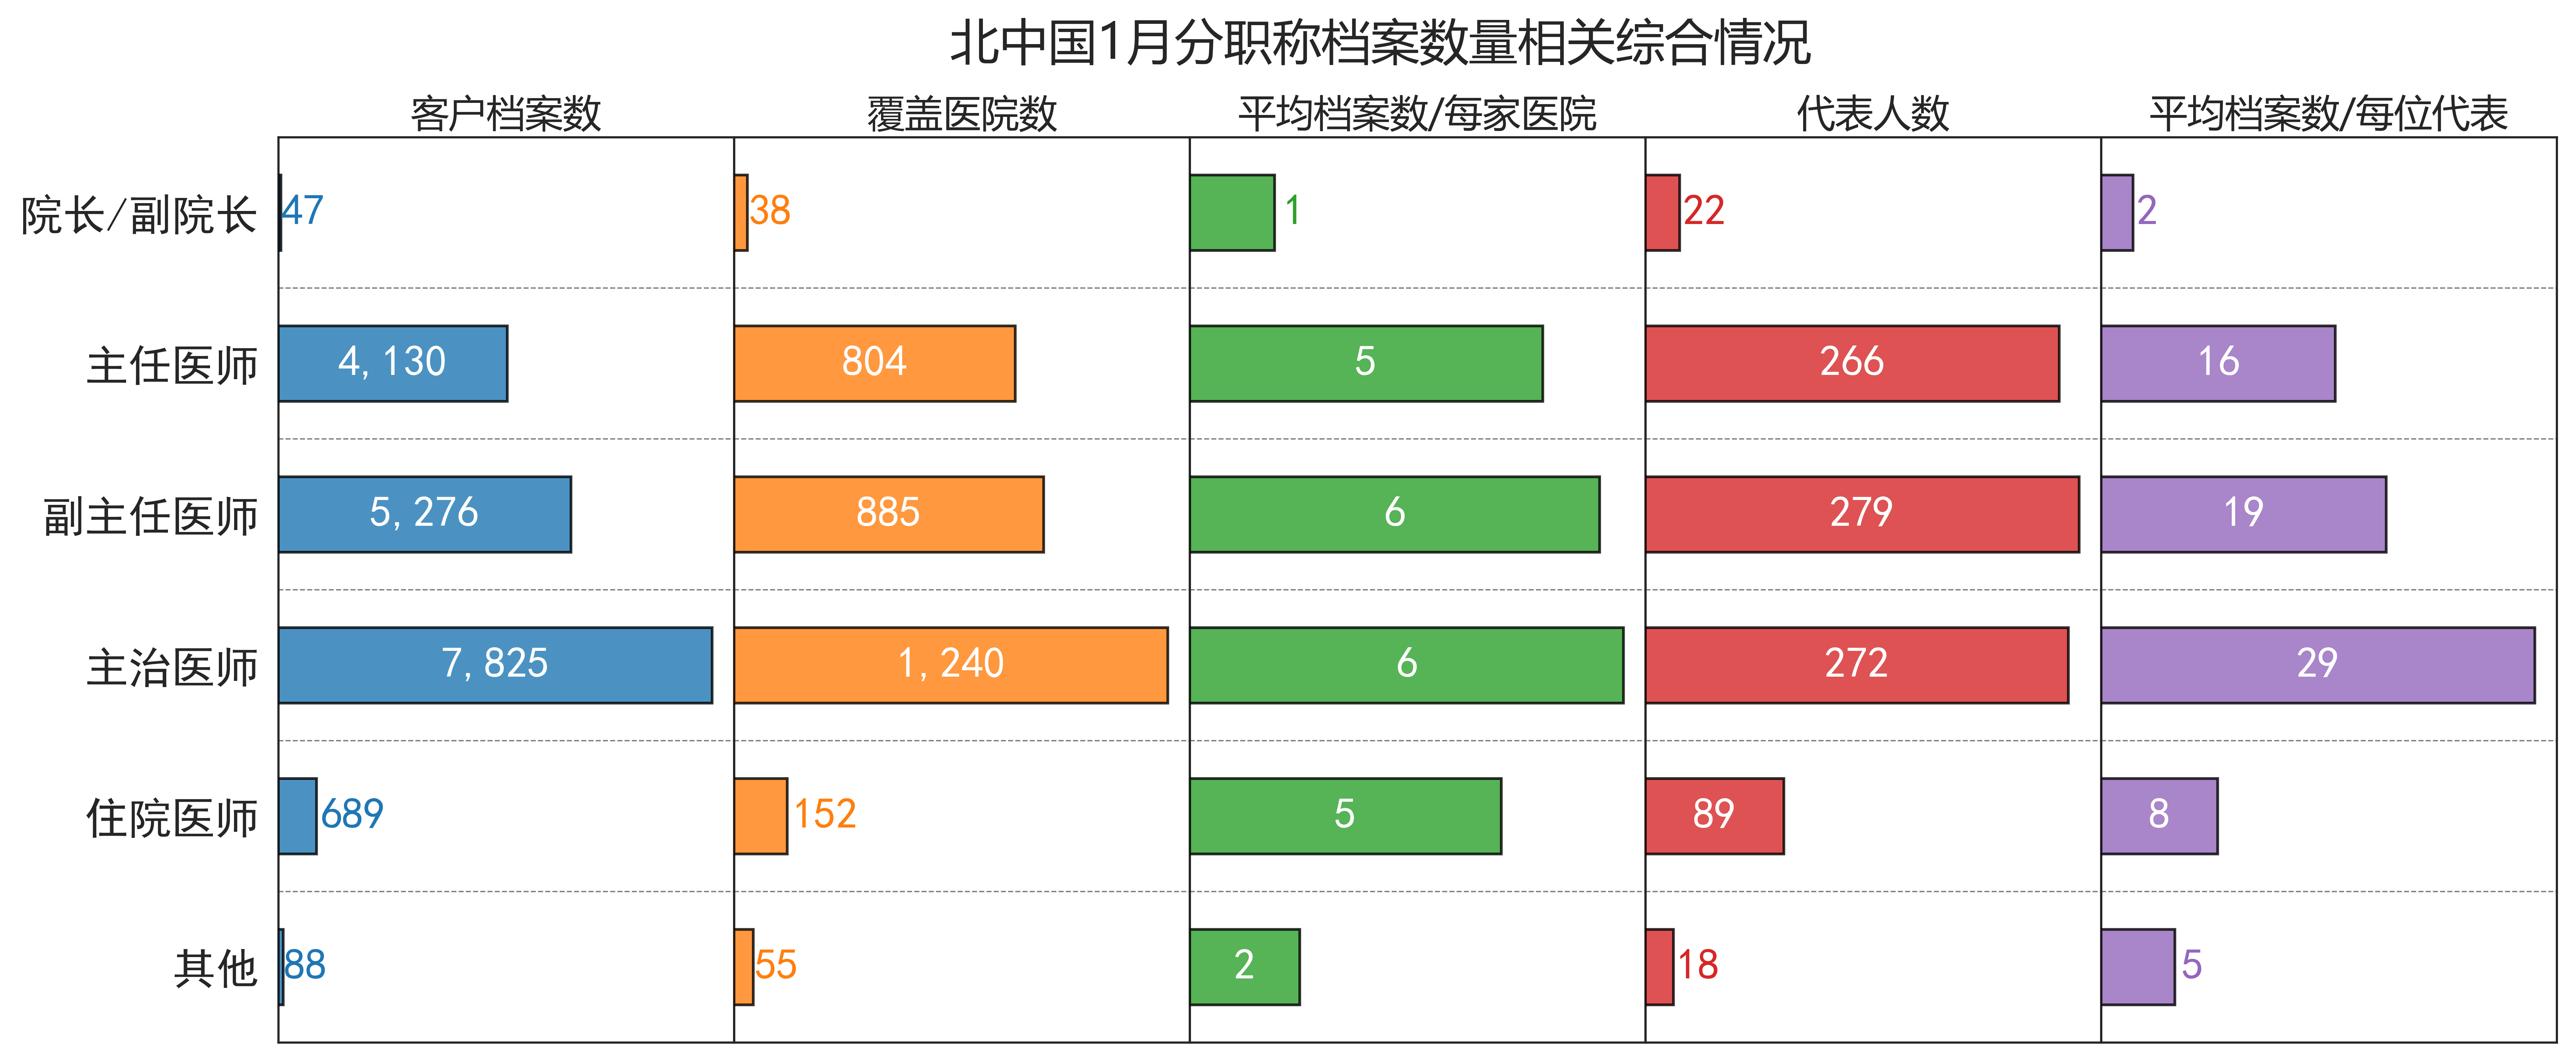 北中国1月分职称档案数量相关综合情况
客户档案数 覆盖医院数 平均档案数/每家医院 代表人数 平均档案数/每位代表
院长/副院长 47 38 1 22 2
主任医师 4,130 804 5 266 16
副主任医师 5,276 885 6 279 19
主治医师 7,825 1,240 6 272 29
住院医师 689 152 5 89 8
其他 88 55 2 18 5